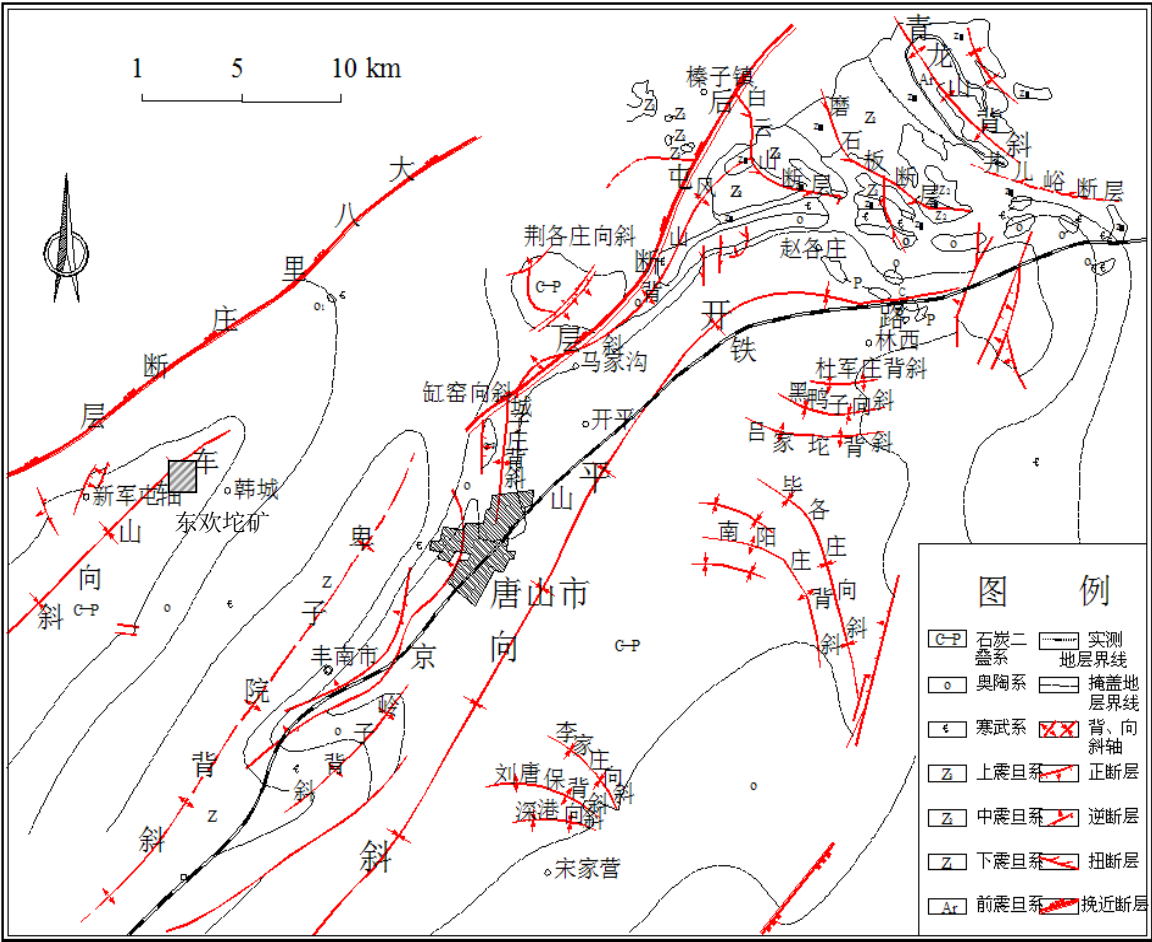 1 5 10 km
青龙山背斜
榛子镇
白云山断层
磨石板断层
井儿峪断层
后屯断层
风山背斜
大八里庄断层
荆各庄向斜
赵各庄
C-P
Ar
马家沟
林西
缸窑向斜
城子庄背斜
开平
开平向斜
京山铁路
杜军庄背斜
黑鸭子向斜
吕家坨背斜
新军屯
韩城
东欢坨矿
车轴山向斜
C-P
卑子院背斜
唐山市
丰南市
岭子背斜
毕各庄向斜
南阳庄背斜
C-P
李家庄向斜
刘唐保背斜
深港向斜
宋家营
图 例
C-P 石炭二叠系
实测地层界线
O 奥陶系
掩盖地层界线
€ 寒武系
背、向斜轴
Z₃ 上震旦系
正断层
Z₂ 中震旦系
逆断层
下震旦系
扭断层
Ar 前震旦系
挽近断层